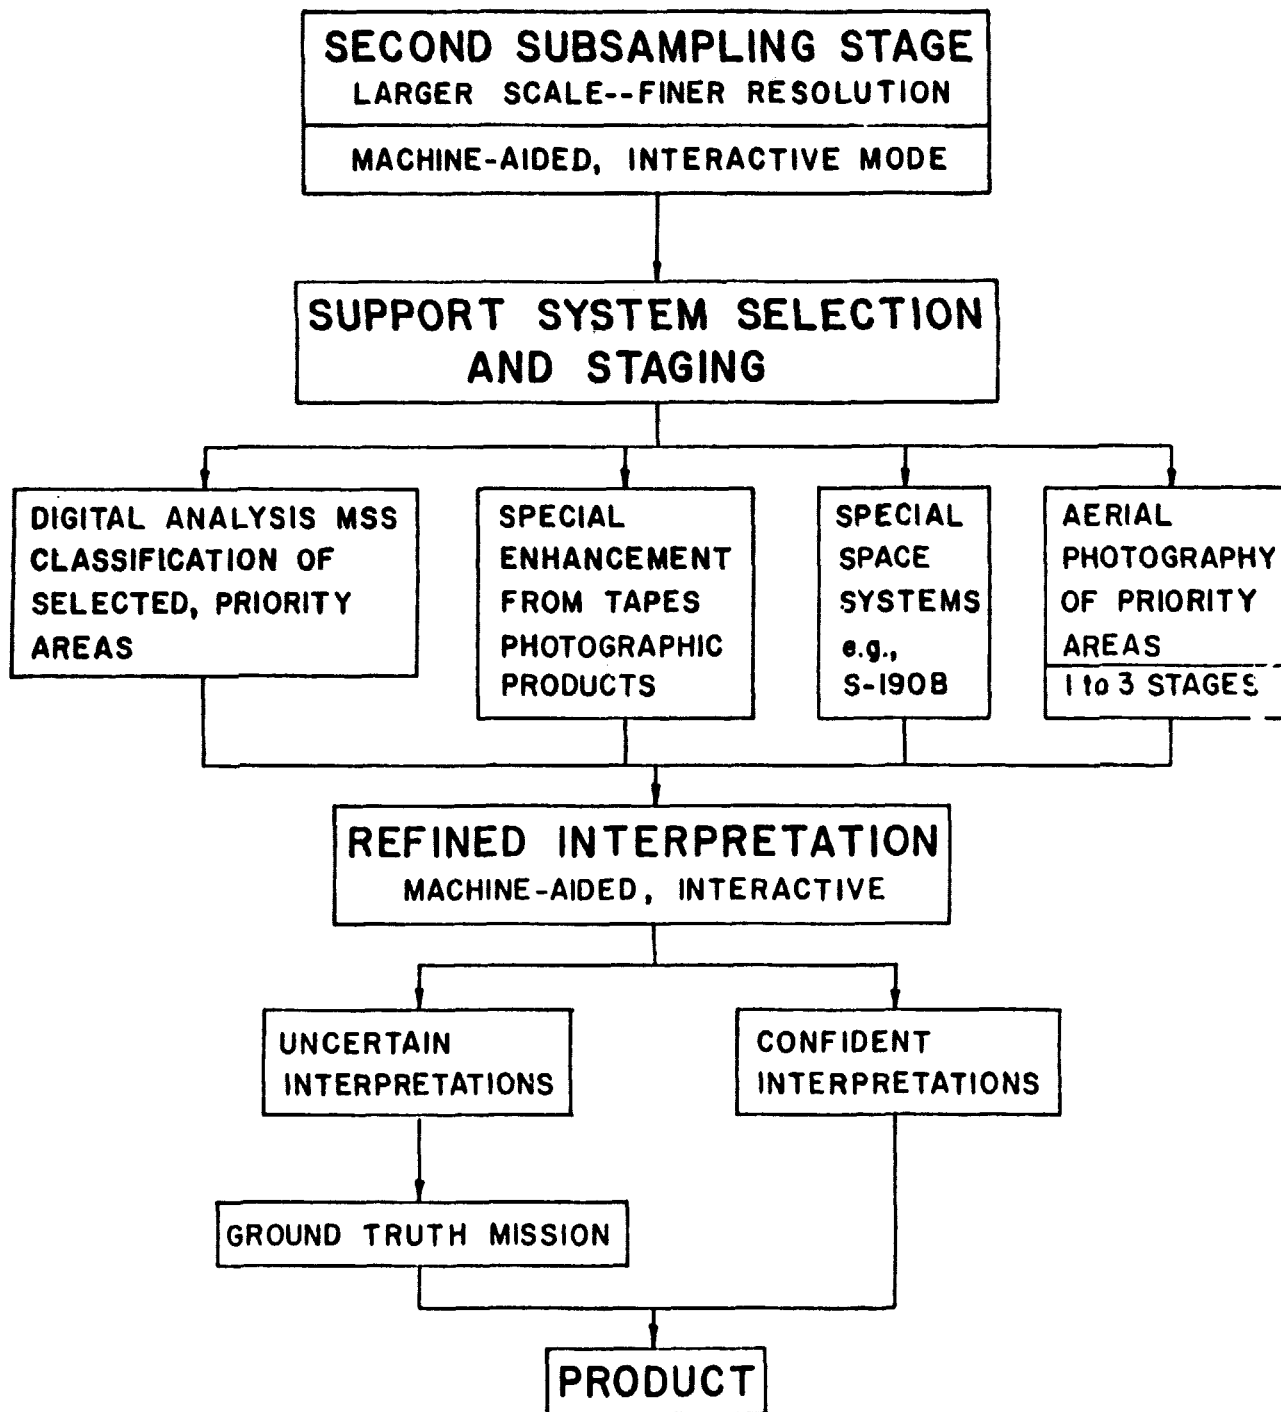 SECOND SUBSAMPLING STAGE
LARGER SCALE--FINER RESOLUTION
MACHINE-AIDED, INTERACTIVE MODE
SUPPORT SYSTEM SELECTION
AND STAGING
DIGITAL ANALYSIS MSS
CLASSIFICATION OF
SELECTED, PRIORITY
AREAS
SPECIAL
ENHANCEMENT
FROM TAPES
PHOTOGRAPHIC
PRODUCTS
SPECIAL
SPACE
SYSTEMS
e.g.,
S-190B
AERIAL
PHOTOGRAPHY
OF PRIORITY
AREAS
1 to 3 STAGES
REFINED INTERPRETATION
MACHINE-AIDED, INTERACTIVE
UNCERTAIN
INTERPRETATIONS
CONFIDENT
INTERPRETATIONS
GROUND TRUTH MISSION
PRODUCT